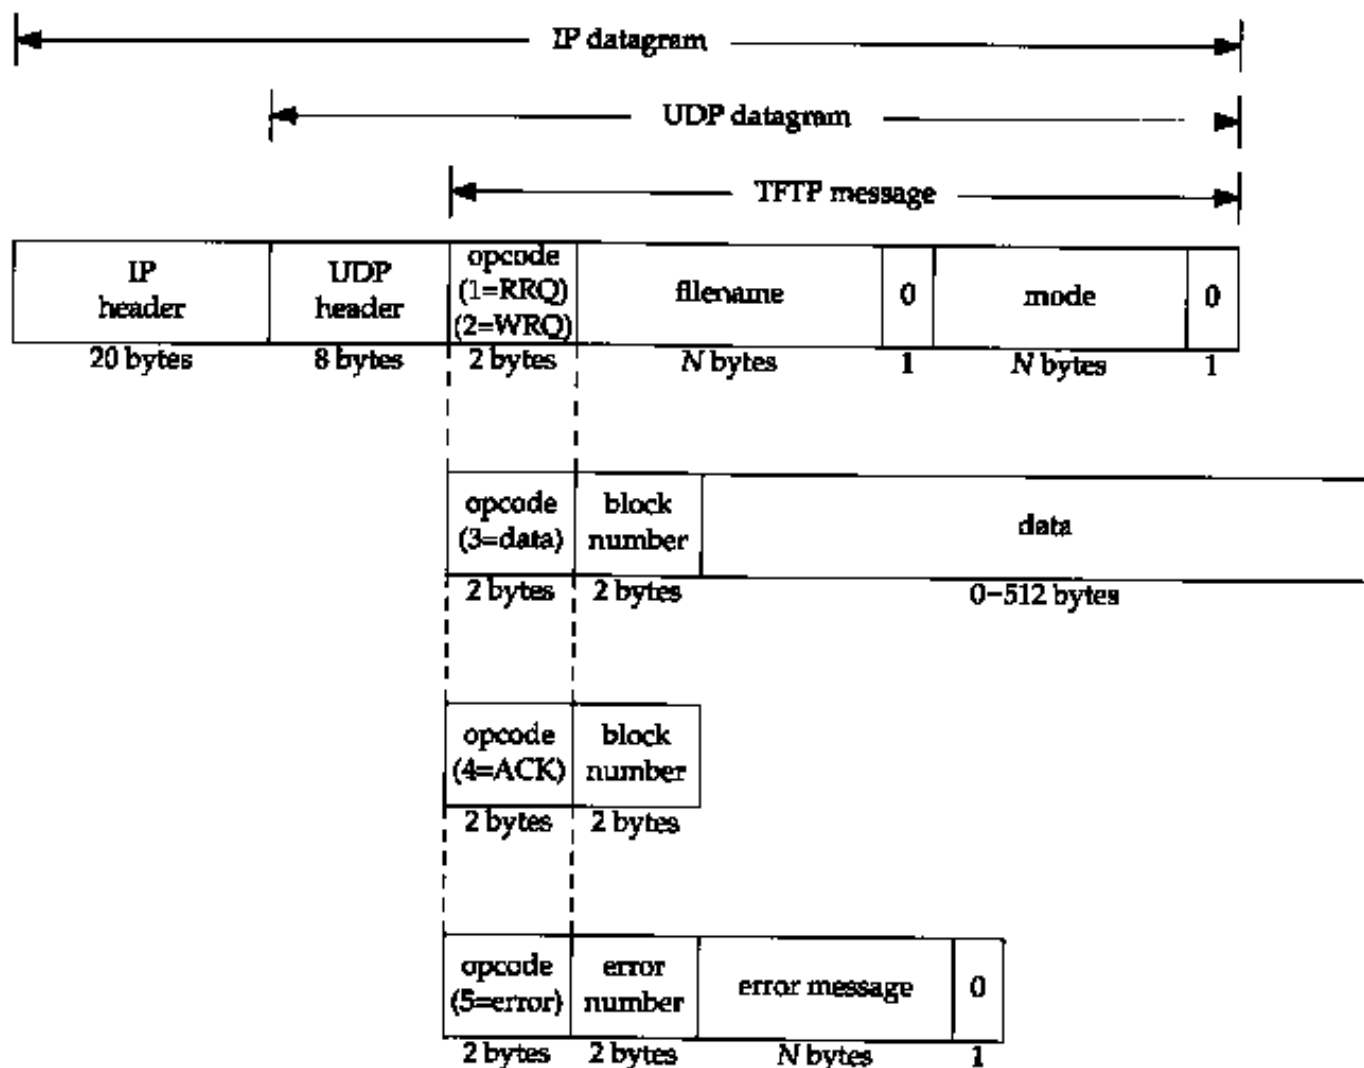 IP datagram
UDP datagram
TFTP message
IP
header
UDP
header
opcode
(1=RRQ)
(2=WRQ)
filename
0
mode
0
20 bytes
8 bytes
2 bytes
N bytes
1
N bytes
1
opcode
(3=data)
block
number
data
2 bytes
2 bytes
0-512 bytes
opcode
(4=ACK)
block
number
2 bytes
2 bytes
opcode
(5=error)
error
number
error message
0
2 bytes
2 bytes
N bytes
1